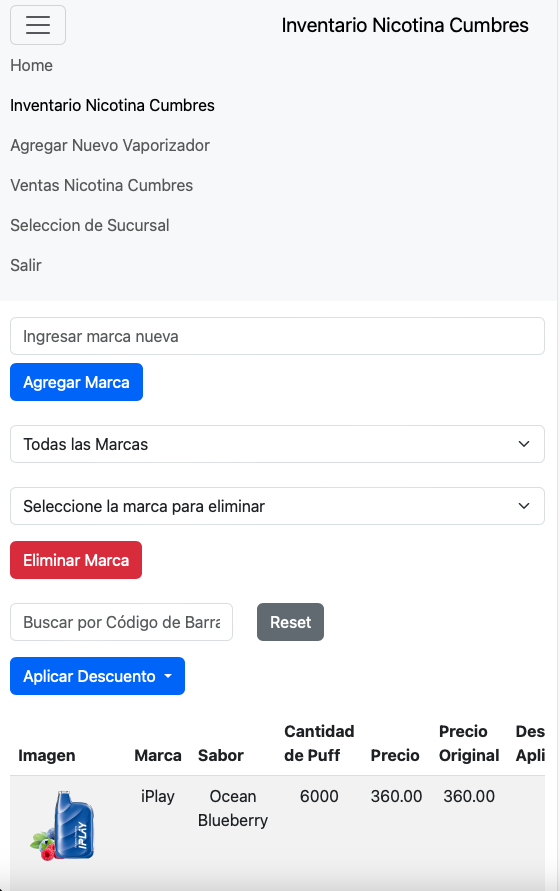 Inventario Nicotina Cumbres
Home
Inventario Nicotina Cumbres
Agregar Nuevo Vaporizador
Ventas Nicotina Cumbres
Seleccion de Sucursal
Salir
Ingresar marca nueva
Agregar Marca
Todas las Marcas
Seleccione la marca para eliminar
Eliminar Marca
Buscar por Código de Barra Reset
Aplicar Descuento
Cantidad Precio Des
Imagen Marca Sabor de Puff Precio Original Apli
iPlay Ocean 6000 360.00 360.00
Blueberry
IPLAY